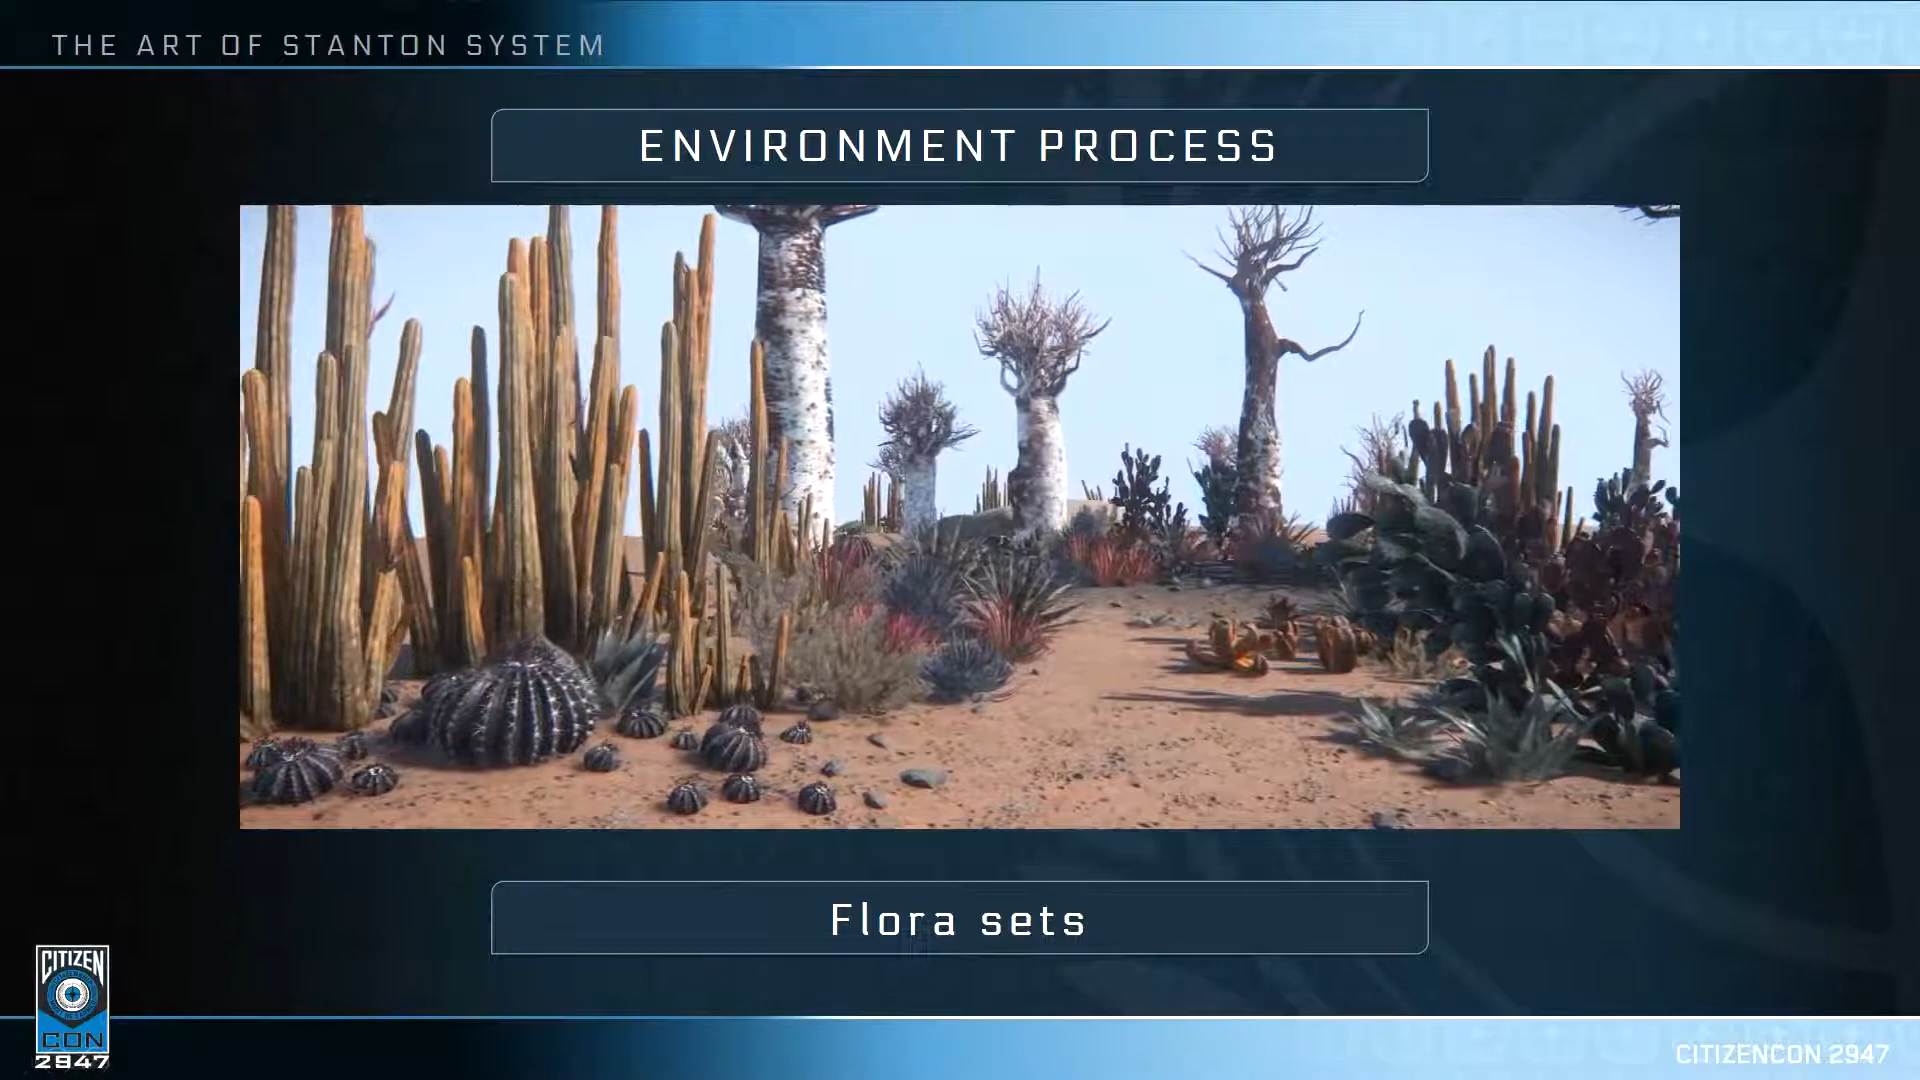 THE ART OF STANTON SYSTEM
ENVIRONMENT PROCESS
Flora sets
CITIZEN
CON
2947
CITIZENCON 2947